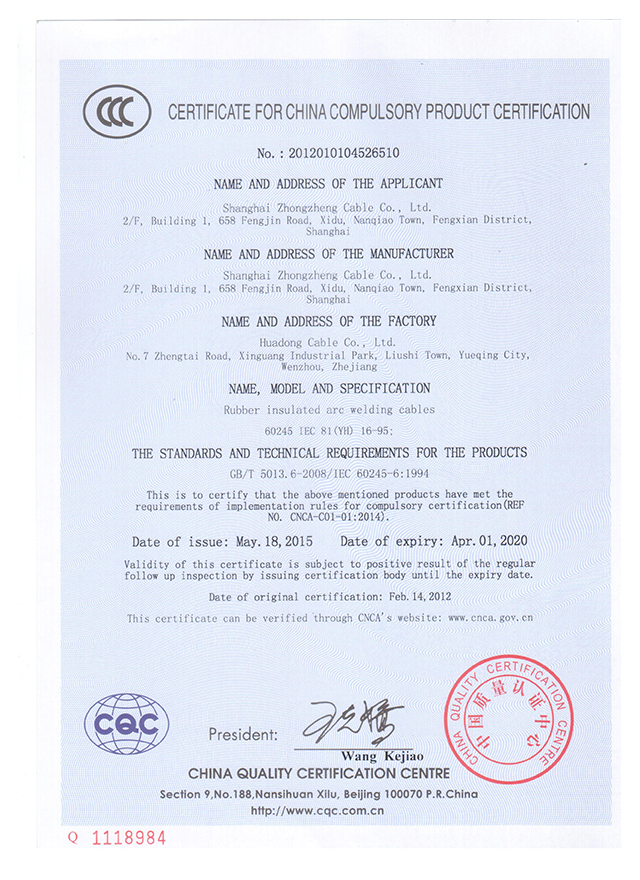 CCC
CERTIFICATE FOR CHINA COMPULSORY PRODUCT CERTIFICATION
No.: 2012010104526510
NAME AND ADDRESS OF THE APPLICANT
Shanghai Zhongzheng Cable Co., Ltd.
2/F, Building 1, 658 Fengjin Road, Xidu, Nanqiao Town, Fengxian District,
Shanghai
NAME AND ADDRESS OF THE MANUFACTURER
Shanghai Zhongzheng Cable Co., Ltd.
2/F, Building 1, 658 Fengjin Road, Xidu, Nanqiao Town, Fengxian District,
Shanghai
NAME AND ADDRESS OF THE FACTORY
Huadong Cable Co., Ltd.
No.7 Zhengtai Road, Xinguang Industrial Park, Liushi Town, Yueqing City,
Wenzhou, Zhejiang
NAME, MODEL AND SPECIFICATION
Rubber insulated arc welding cables
60245 IEC 81(YH) 16-95;
THE STANDARDS AND TECHNICAL REQUIREMENTS FOR THE PRODUCTS
GB/T 5013.6-2008/IEC 60245-6:1994
This is to certify that the above mentioned products have met the
requirements of implementation rules for compulsory certification(REF
NO. CNCA-C01-01:2014).
Date of issue: May.18,2015 Date of expiry: Apr.01,2020
Validity of this certificate is subject to positive result of the regular
follow up inspection by issuing certification body until the expiry date.
Date of original certification: Feb.14,2012
This certificate can be verified through CNCA's website: www.cnca.gov.cn
CHINA QUALITY CERTIFICATION CENTRE
中国质量认证中心
CQC
President:
Wang Kejiao
CHINA QUALITY CERTIFICATION CENTRE
Section 9,No.188,Nansihuan Xilu, Beijing 100070 P.R.China
http://www.cqc.com.cn
Q 1118984